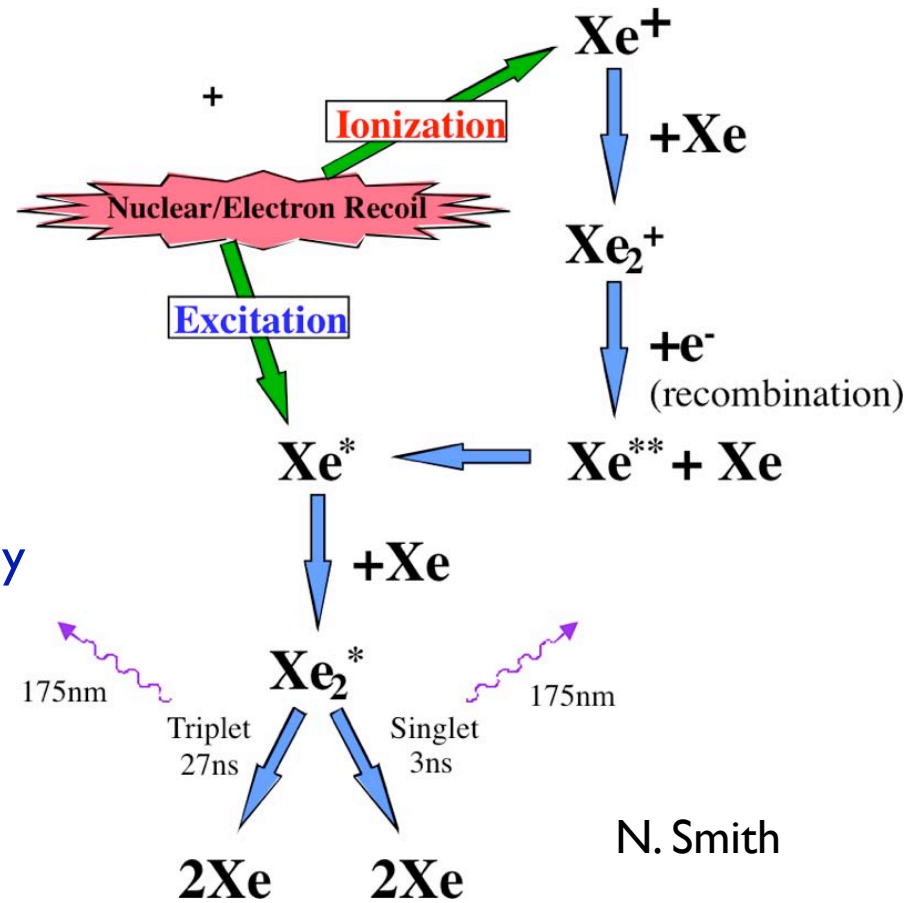 Xe⁺
+
Ionization
+Xe
Nuclear/Electron Recoil
Xe₂⁺
Excitation
+e⁻
(recombination)
Xe* Xe** + Xe
y
+Xe
Xe₂*
175nm 175nm
Triplet Singlet
27ns 3ns
N. Smith
2Xe 2Xe